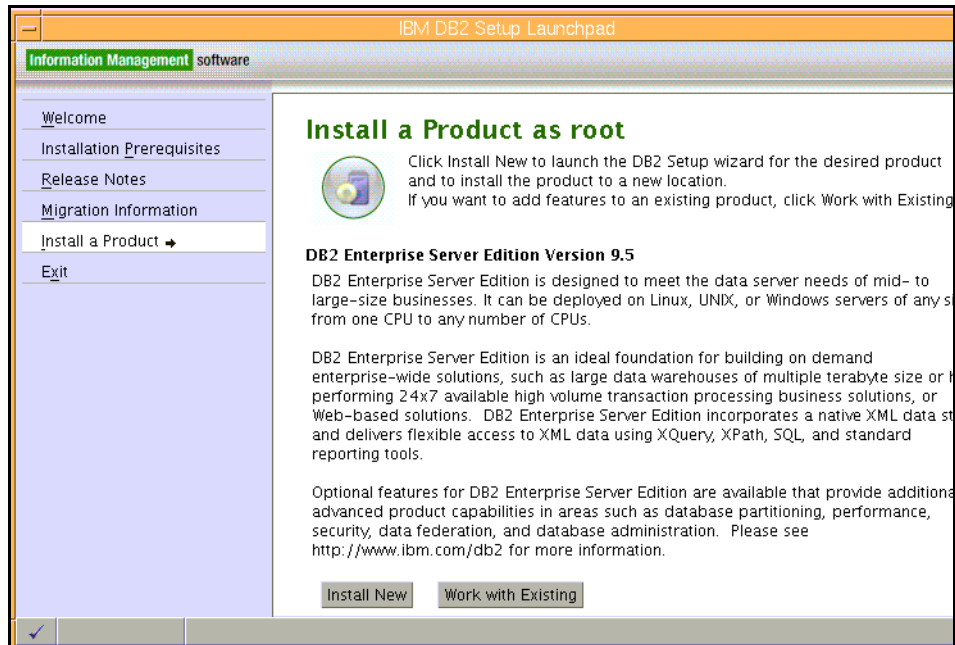 IBM DB2 Setup Launchpad
Information Management software
Welcome
Installation Prerequisites
Release Notes
Migration Information
Install a Product
Exit
Install a Product as root
Click Install New to launch the DB2 Setup wizard for the desired product
and to install the product to a new location.
If you want to add features to an existing product, click Work with Existing
DB2 Enterprise Server Edition Version 9.5
DB2 Enterprise Server Edition is designed to meet the data server needs of mid- to
large-size businesses. It can be deployed on Linux, UNIX, or Windows servers of any
from one CPU to any number of CPUs.
DB2 Enterprise Server Edition is an ideal foundation for building on demand
enterprise-wide solutions, such as large data warehouses of multiple terabyte size or
performing 24x7 available high volume transaction processing business solutions, or
Web-based solutions. DB2 Enterprise Server Edition incorporates a native XML data
and delivers flexible access to XML data using XQuery, XPath, SQL, and standard
reporting tools.
Optional features for DB2 Enterprise Server Edition are available that provide additiona
advanced product capabilities in areas such as database partitioning, performance,
security, data federation, and database administration. Please see
http://www.ibm.com/db2 for more information.
Install New
Work with Existing